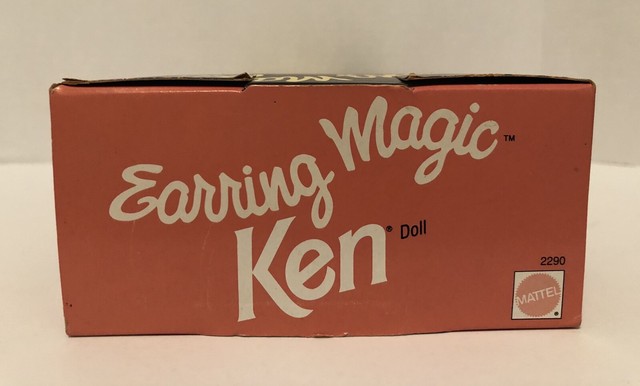 Earring Magic™
Ken® Doll
2290
MATTEL